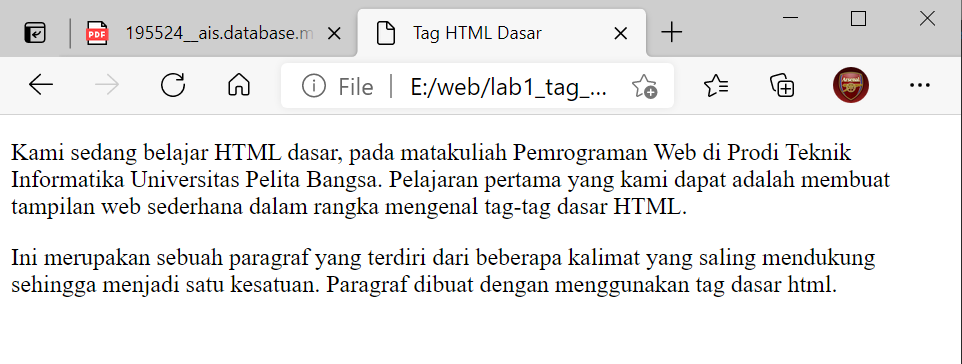 195524__ais.database.m
Tag HTML Dasar
File
E:/web/lab1_tag_...
Kami sedang belajar HTML dasar, pada matakuliah Pemrograman Web di Prodi Teknik
Informatika Universitas Pelita Bangsa. Pelajaran pertama yang kami dapat adalah membuat
tampilan web sederhana dalam rangka mengenal tag-tag dasar HTML.
Ini merupakan sebuah paragraf yang terdiri dari beberapa kalimat yang saling mendukung
sehingga menjadi satu kesatuan. Paragraf dibuat dengan menggunakan tag dasar html.